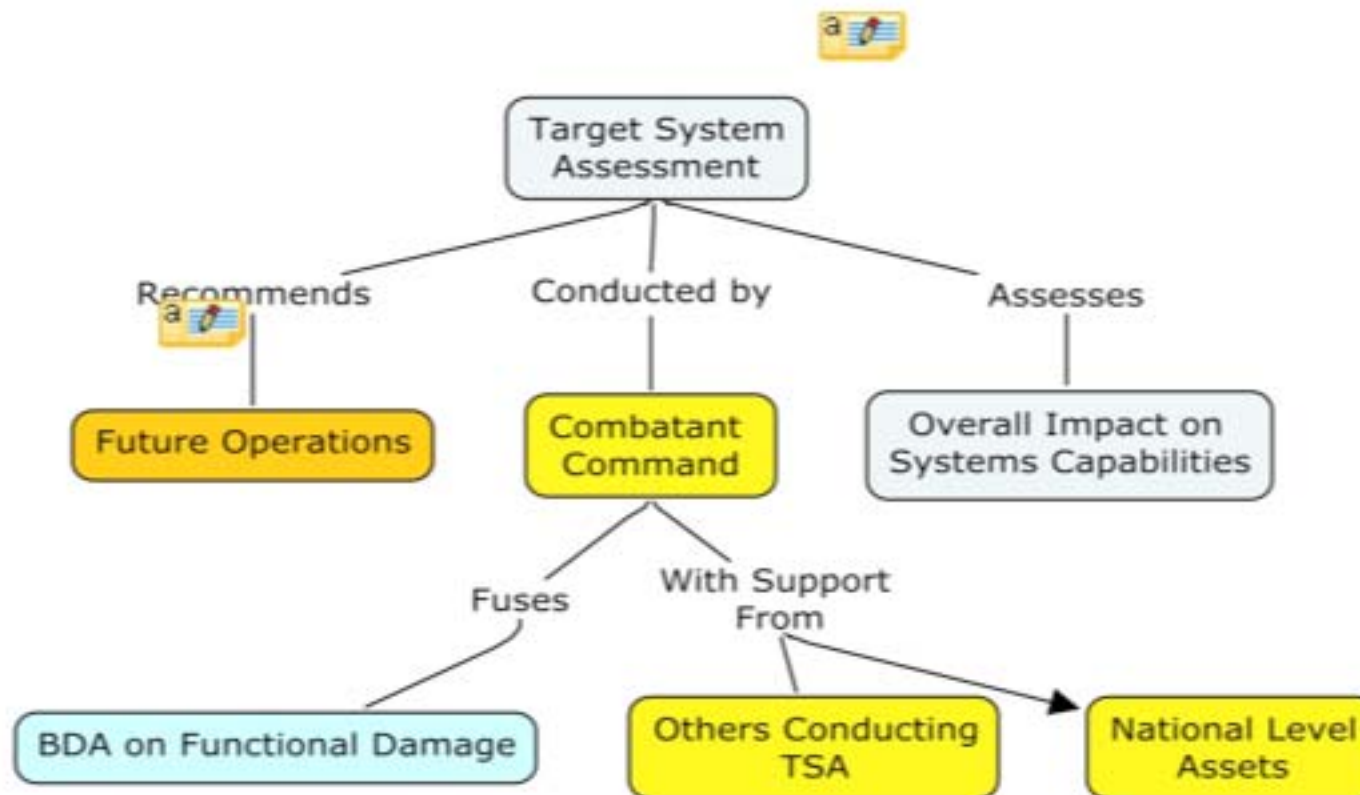 a
Target System
Assessment
Recommends
Conducted by
Assesses
a
Future Operations
Combatant
Command
Overall Impact on
Systems Capabilities
Fuses
With Support
From
BDA on Functional Damage
Others Conducting
TSA
National Level
Assets